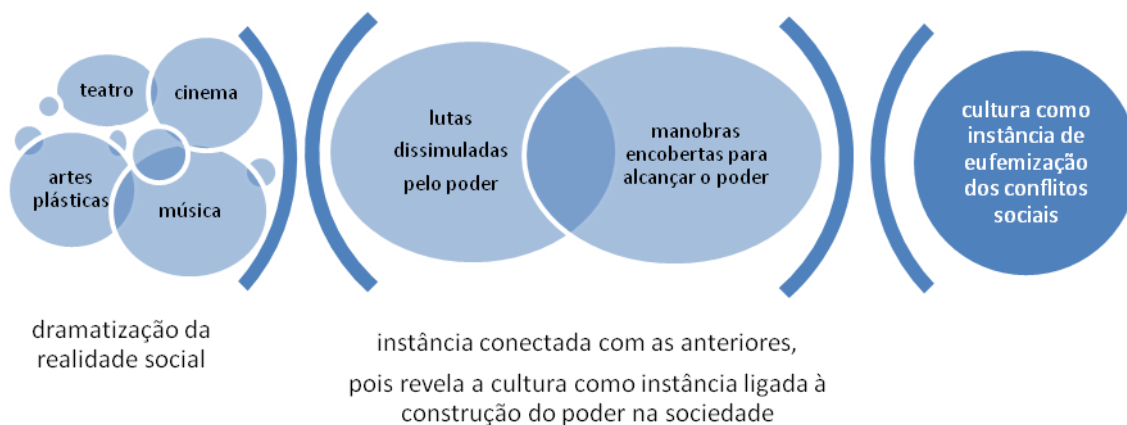 teatro
cinema
artes
plásticas
música
dramatização da
realidade social
lutas
dissimuladas
pelo poder
manobras
encobertas para
alcançar o poder
instância conectada com as anteriores,
pois revela a cultura como instância ligada à
construção do poder na sociedade
cultura como
instância de
eufemização
dos conflitos
sociais